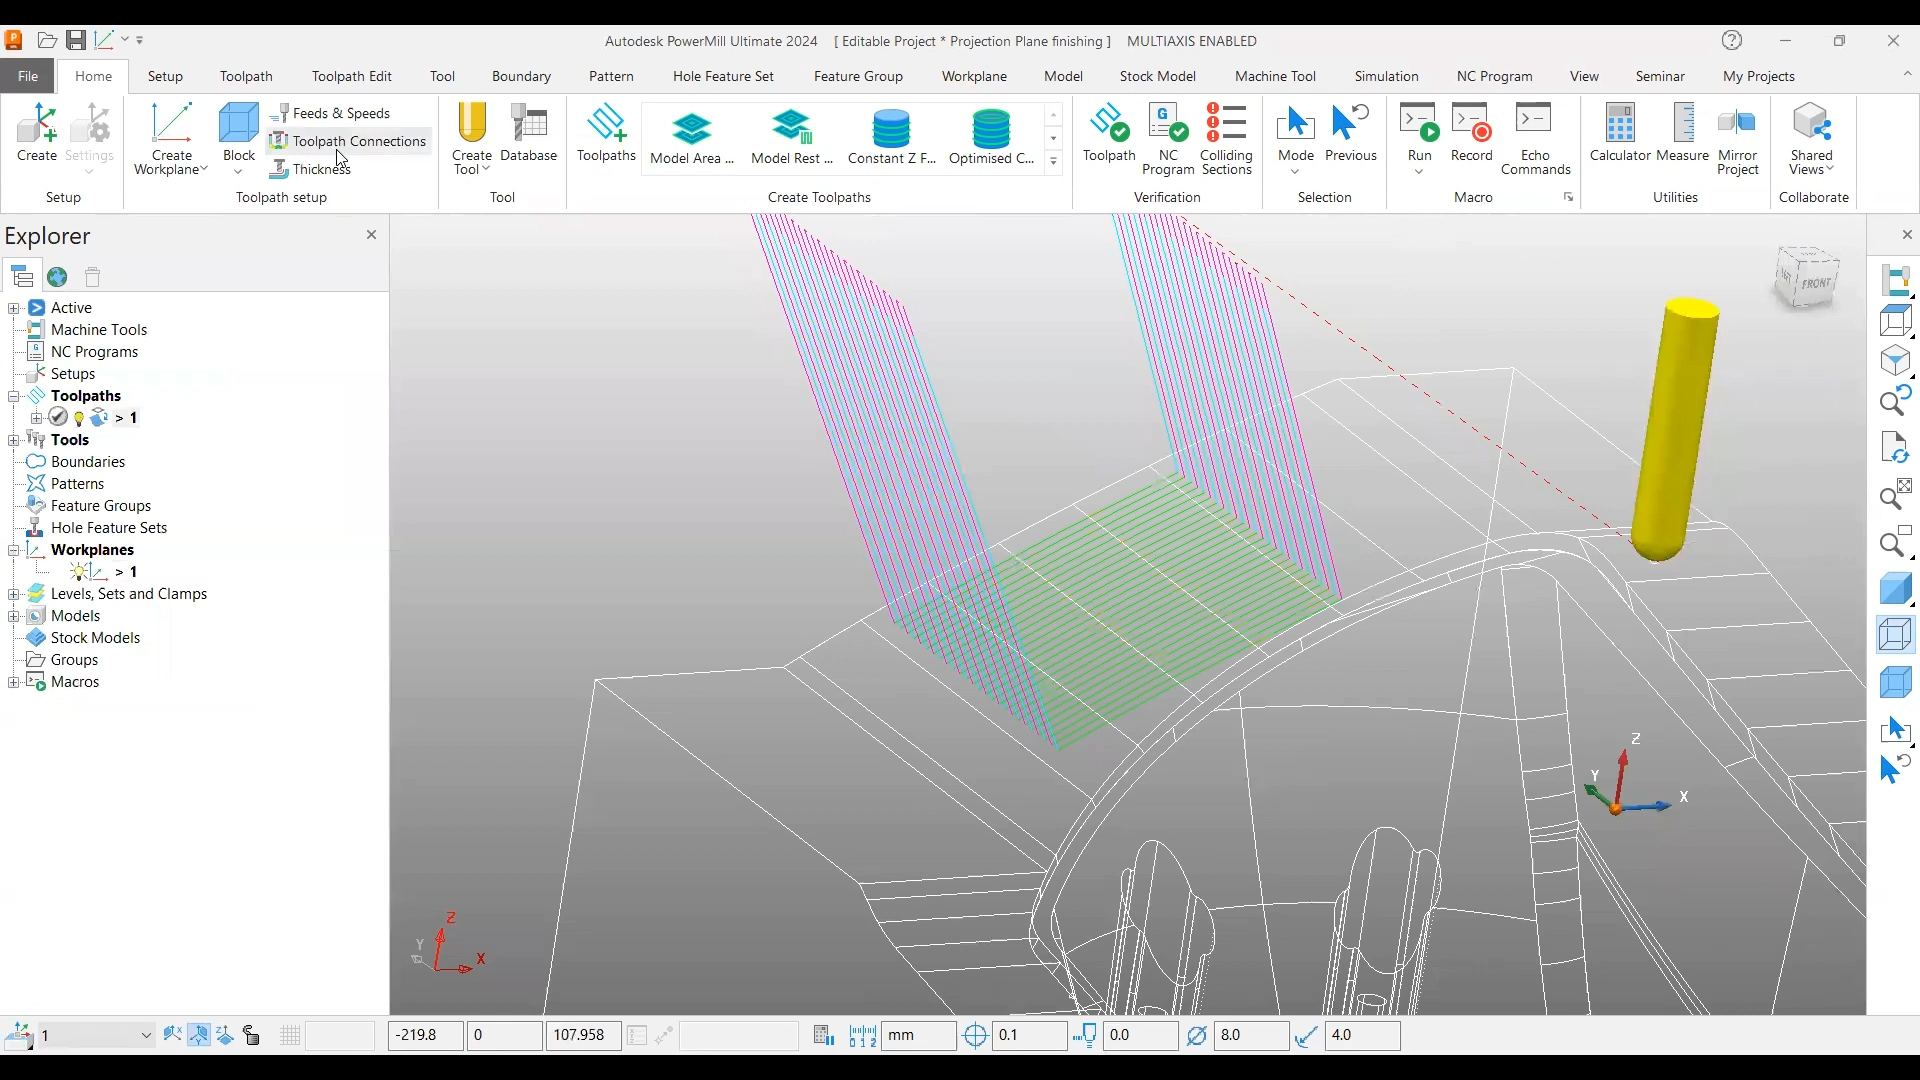 Autodesk PowerMill Ultimate 2024 [ Editable Project * Projection Plane finishing ] MULTIAXIS ENABLED
File Home Setup Toolpath Toolpath Edit Tool Boundary Pattern Hole Feature Set Feature Group Workplane Model Stock Model Machine Tool Simulation NC Program View Seminar My Projects
Create
Settings
Setup
Create
Workplane
Block
Feeds & Speeds
Toolpath Connections
Thickness
Toolpath setup
Create
Tool
Database
Tool
Toolpaths
Model Area ...
Model Rest ...
Constant Z F...
Optimised C...
Create Toolpaths
Toolpath
NC
Program
Colliding
Sections
Verification
Mode
Previous
Selection
Run
Record
Echo
Commands
Macro
Calculator
Measure
Mirror
Project
Utilities
Shared
Views
Collaborate
Explorer
Active
Machine Tools
NC Programs
Setups
Toolpaths
> 1
Tools
Boundaries
Patterns
Feature Groups
Hole Feature Sets
Workplanes
> 1
Levels, Sets and Clamps
Models
Stock Models
Groups
Macros
FRONT
Z
Y
X
Z
Y
X
1
-219.8
0
107.958
mm
0.1
0.0
8.0
4.0